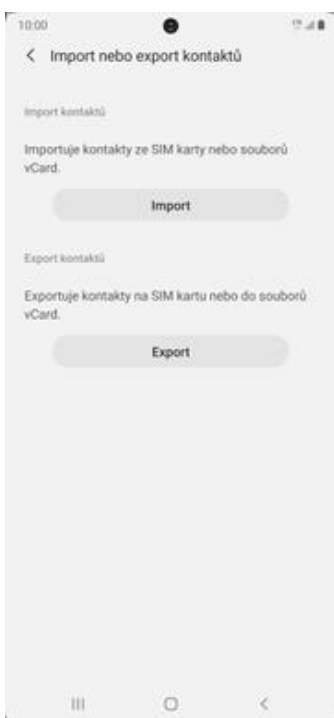 10:00
Import nebo export kontaktů
Import kontaktů
Importuje kontakty ze SIM karty nebo souborů
vCard.
Import
Export kontaktů
Exportuje kontakty na SIM kartu nebo do souborů
vCard.
Export